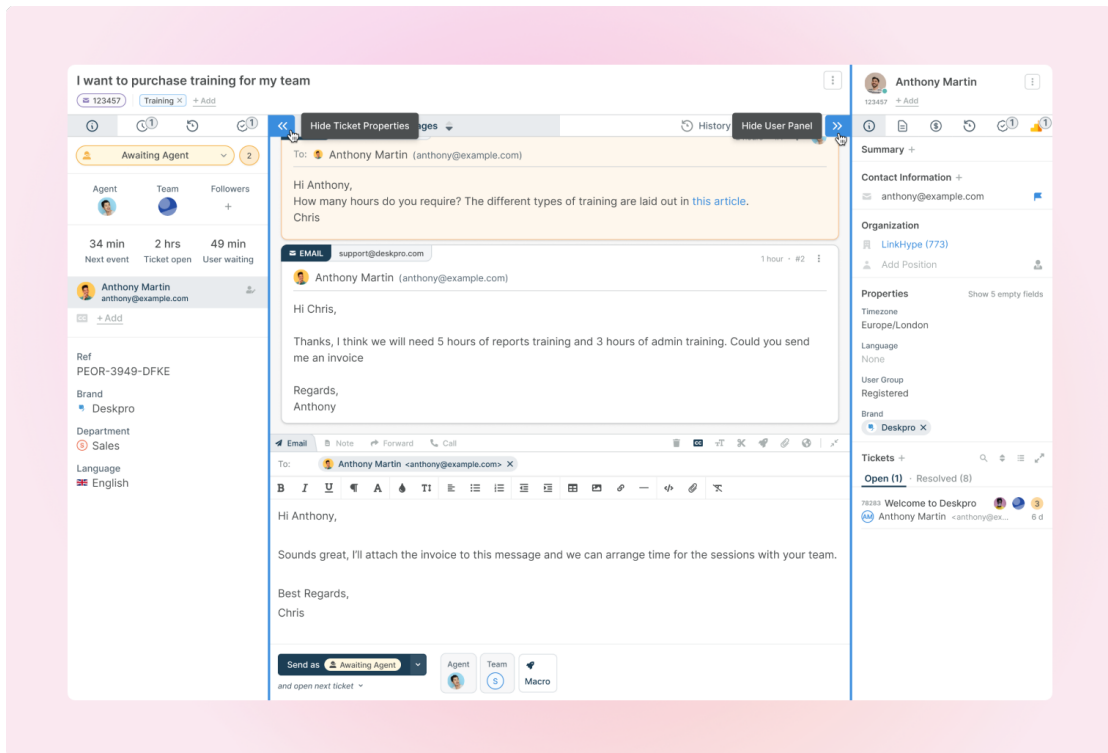 I want to purchase training for my team
123457 Training × + Add
1 1
Awaiting Agent 2
Agent Team Followers
+
34 min 2 hrs 49 min
Next event Ticket open User waiting
Anthony Martin
anthony@example.com
CC + Add
Ref
PEOR-3949-DFKE
Brand
Deskpro
Department
S Sales
Language
English
Hide Ticket Properties
History
Hide User Panel
To: Anthony Martin (anthony@example.com)
Hi Anthony,
How many hours do you require? The different types of training are laid out in this article.
Chris
EMAIL support@deskpro.com
1 hour · #2
Anthony Martin (anthony@example.com)
Hi Chris,
Thanks, I think we will need 5 hours of reports training and 3 hours of admin training. Could you send
me an invoice
Regards,
Anthony
Email Note Forward Call CC
To: Anthony Martin <anthony@example.com> X
B I U A
Hi Anthony,
Sounds great, I'll attach the invoice to this message and we can arrange time for the sessions with your team.
Best Regards,
Chris
Send as Awaiting Agent
and open next ticket
Agent Team
S
Macro
Anthony Martin
123457 + Add
$ 1 1
Summary +
Contact Information +
anthony@example.com
Organization
LinkHype (773)
Add Position
Properties Show 5 empty fields
Timezone
Europe/London
Language
None
User Group
Registered
Brand
Deskpro X
Tickets +
Open (1) · Resolved (8)
78283 Welcome to Deskpro 3
AM Anthony Martin <anthony@ex... 6 d